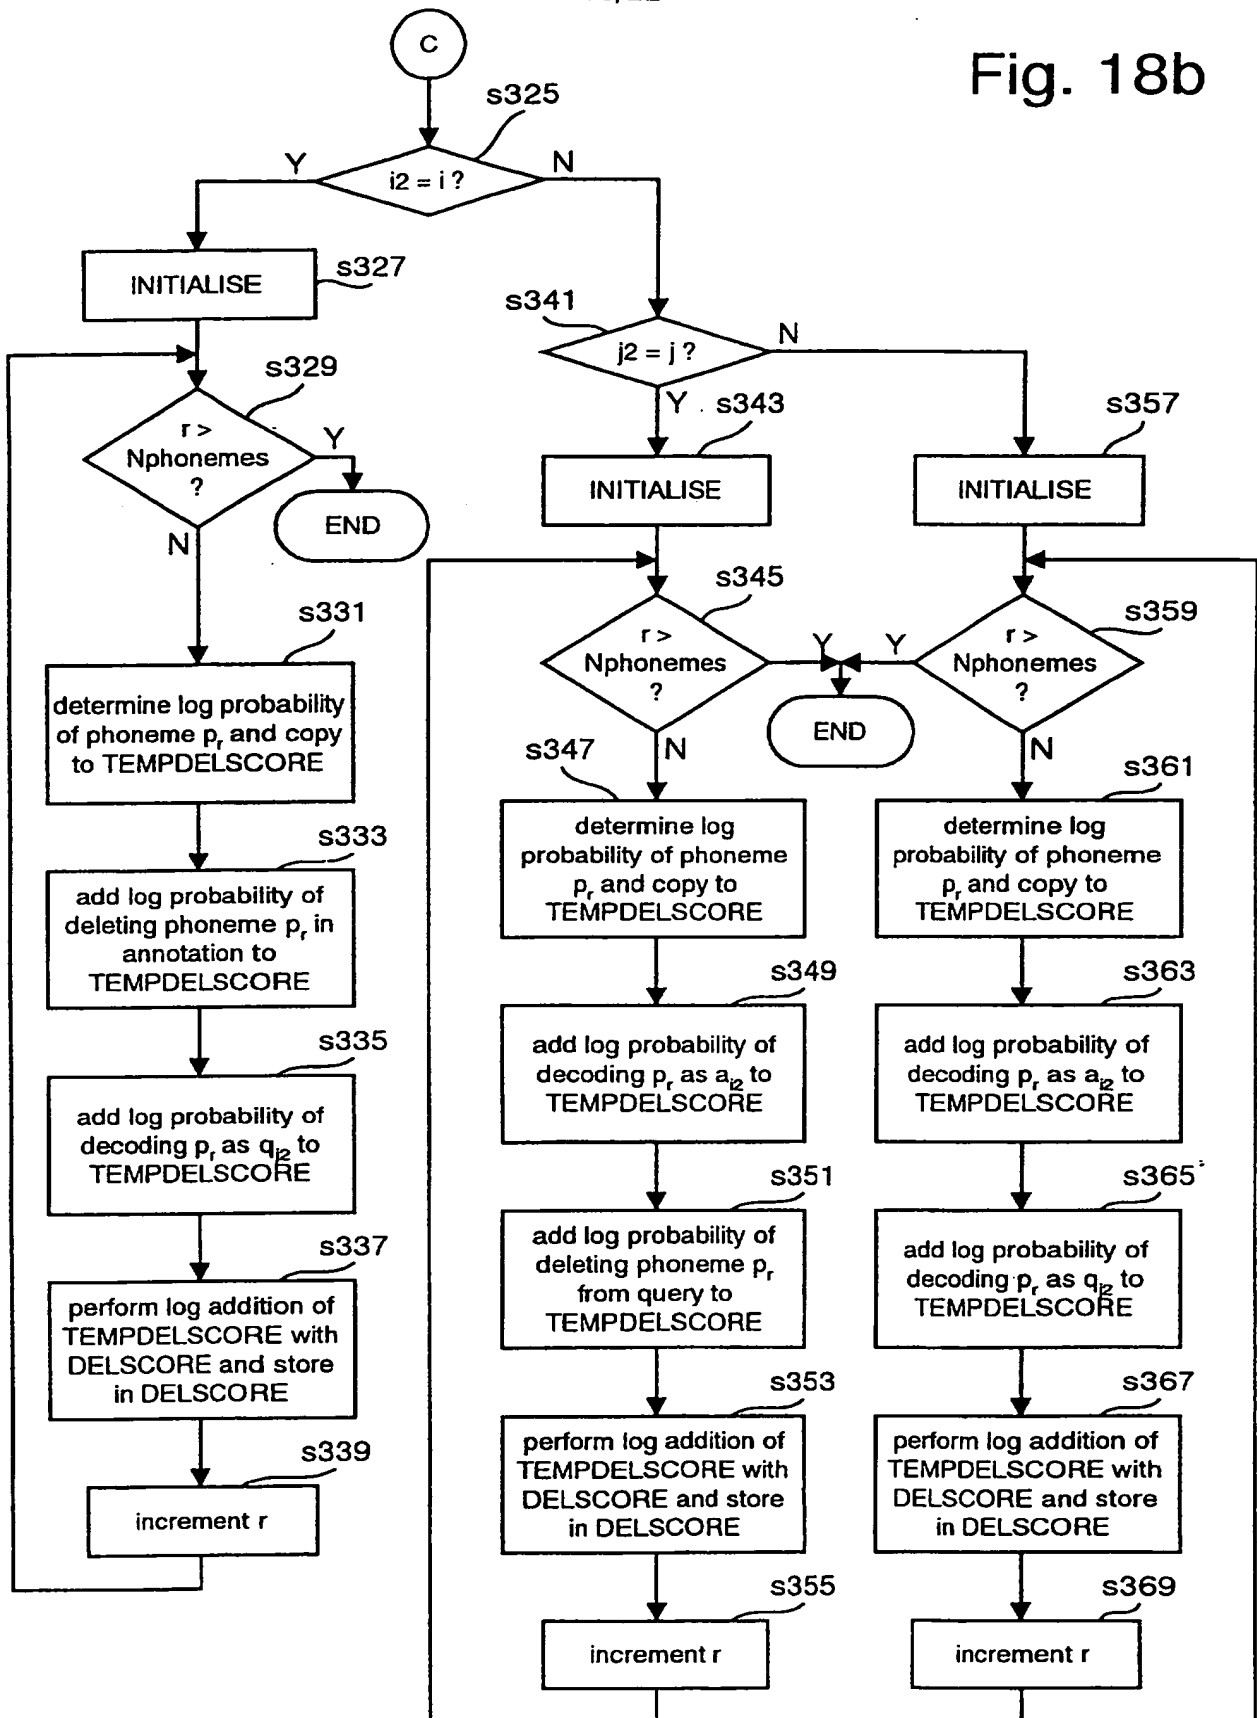 Fig. 18b
C
s325
Y
i2 = i ?
N
INITIALISE
s327
s329
r >
Nphonemes
?
Y
END
N
s331
determine log probability
of phoneme pr and copy
to TEMPDELSCORE
s333
add log probability of
deleting phoneme pr in
annotation to
TEMPDELSCORE
s335
add log probability of
decoding pr as qj2 to
TEMPDELSCORE
s337
perform log addition of
TEMPDELSCORE with
DELSCORE and store
in DELSCORE
s339
increment r
s341
j2 = j ?
N
Y
s343
INITIALISE
s345
r >
Nphonemes
?
Y
END
N
s347
determine log
probability of phoneme
pr and copy to
TEMPDELSCORE
s349
add log probability of
decoding pr as ai2 to
TEMPDELSCORE
s351
add log probability of
deleting phoneme pr
from query to
TEMPDELSCORE
s353
perform log addition of
TEMPDELSCORE with
DELSCORE and store
in DELSCORE
s355
increment r
s357
INITIALISE
s359
r >
Nphonemes
?
Y
N
s361
determine log
probability of phoneme
pr and copy to
TEMPDELSCORE
s363
add log probability of
decoding pr as ai2 to
TEMPDELSCORE
s365
add log probability of
decoding pr as qj2 to
TEMPDELSCORE
s367
perform log addition of
TEMPDELSCORE with
DELSCORE and store
in DELSCORE
s369
increment r